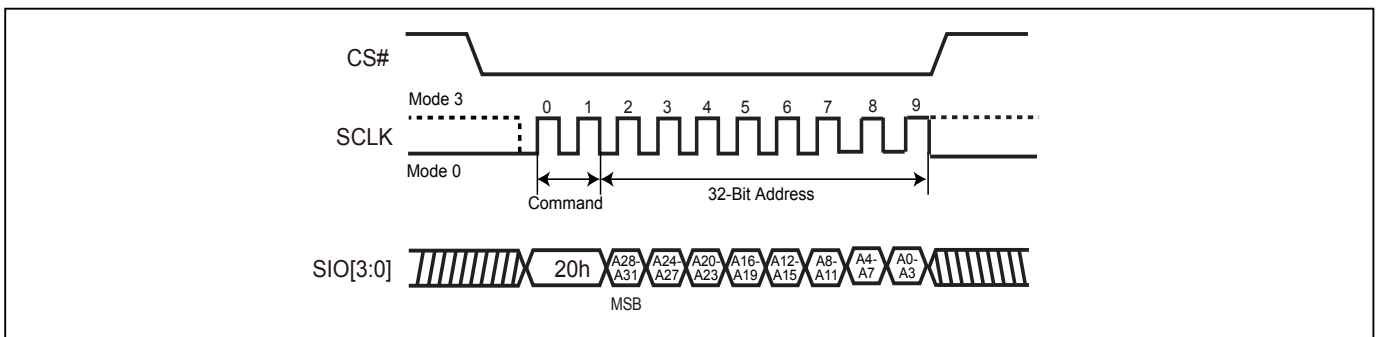 CS#
Mode 3
0 1 2 3 4 5 6 7 8 9
SCLK
Mode 0
Command
32-Bit Address
SIO[3:0]
20h
A28-
A31
A24-
A27
A20-
A23
A16-
A19
A12-
A15
A8-
A11
A4-
A7
A0-
A3
MSB